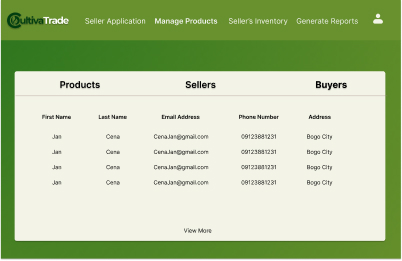 CultivaTrade Seller Application Manage Products Seller's Inventory Generate Reports
Products Sellers Buyers
First Name Last Name Email Address Phone Number Address
Jan Cena CenaJan@gmail.com 09123881231 Bogo City
Jan Cena CenaJan@gmail.com 09123881231 Bogo City
Jan Cena CenaJan@gmail.com 09123881231 Bogo City
Jan Cena CenaJan@gmail.com 09123881231 Bogo City
View More